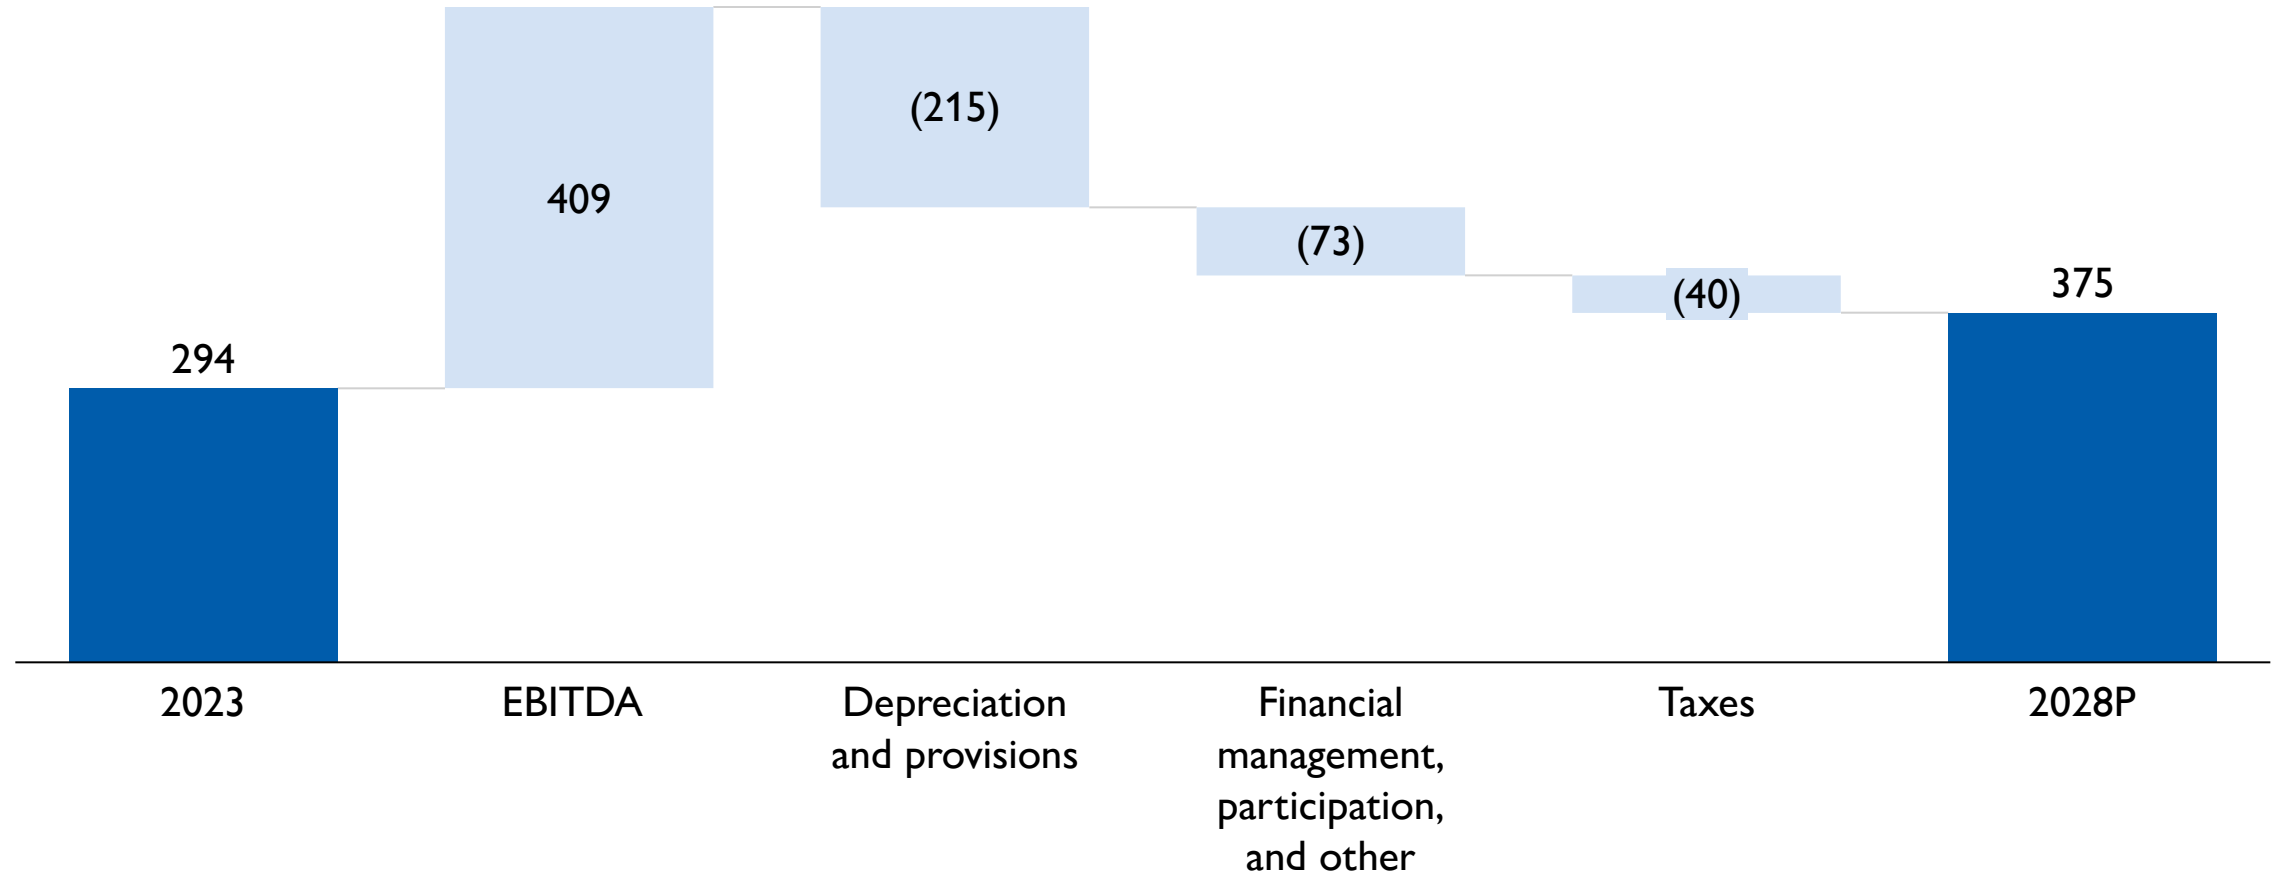 409
(215)
(73)
(40)
375
294
2023
EBITDA
Depreciation
and provisions
Financial
management,
participation,
and other
Taxes
2028P